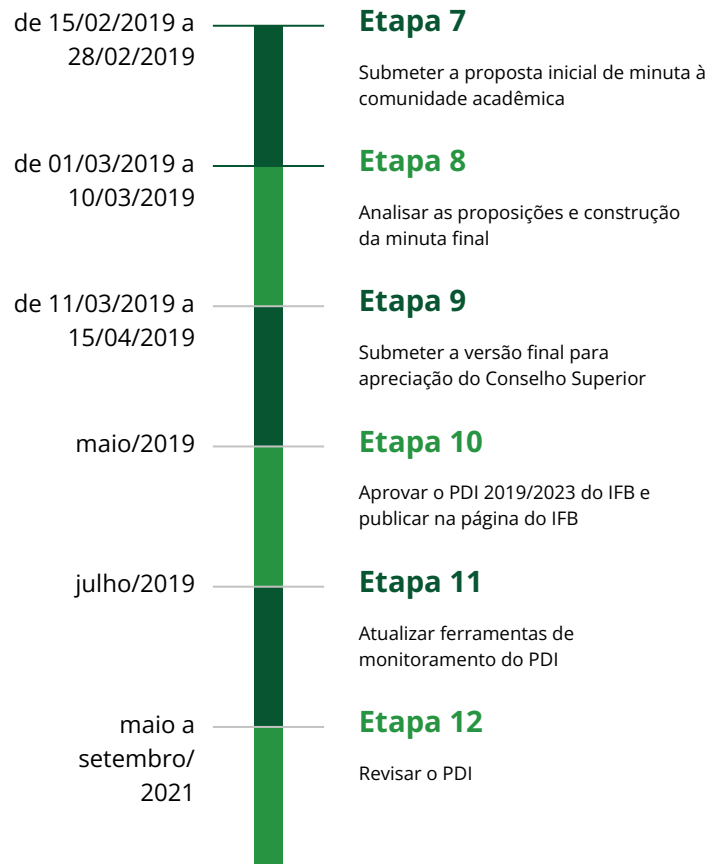 de 15/02/2019 a
28/02/2019
Etapa 7
Submeter a proposta inicial de minuta à
comunidade acadêmica
de 01/03/2019 a
10/03/2019
Etapa 8
Analisar as proposições e construção
da minuta final
de 11/03/2019 a
15/04/2019
Etapa 9
Submeter a versão final para
apreciação do Conselho Superior
maio/2019
Etapa 10
Aprovar o PDI 2019/2023 do IFB e
publicar na página do IFB
julho/2019
Etapa 11
Atualizar ferramentas de
monitoramento do PDI
maio a
setembro/
2021
Etapa 12
Revisar o PDI